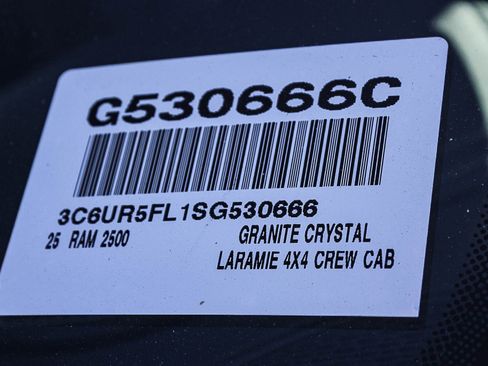 G530666C
3C6UR5FL1SG530666
25 RAM 2500 GRANITE CRYSTAL
LARAMIE 4X4 CREW CAB